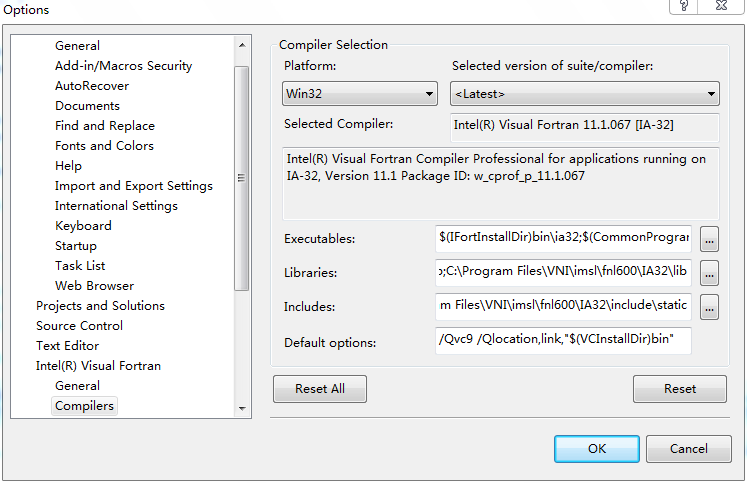 Options
?
General
Add-in/Macros Security
AutoRecover
Documents
Find and Replace
Fonts and Colors
Help
Import and Export Settings
International Settings
Keyboard
Startup
Task List
Web Browser
Projects and Solutions
Source Control
Text Editor
Intel(R) Visual Fortran
General
Compilers
Compiler Selection
Platform:
Selected version of suite/compiler:
Win32
<Latest>
Selected Compiler:
Intel(R) Visual Fortran 11.1.067 [IA-32]
Intel(R) Visual Fortran Compiler Professional for applications running on
IA-32, Version 11.1 Package ID: w_cprof_p_11.1.067
Executables:
$(IFortInstallDir)bin\ia32;$(CommonProgran
...
Libraries:
;C:\Program Files\VNI\imsl\fnl600\IA32\lib
...
Includes:
m Files\VNI\imsl\fnl600\IA32\include\static
...
Default options:
/Qvc9 /Qlocation,link,"$(VCInstallDir)bin"
Reset All
Reset
OK
Cancel